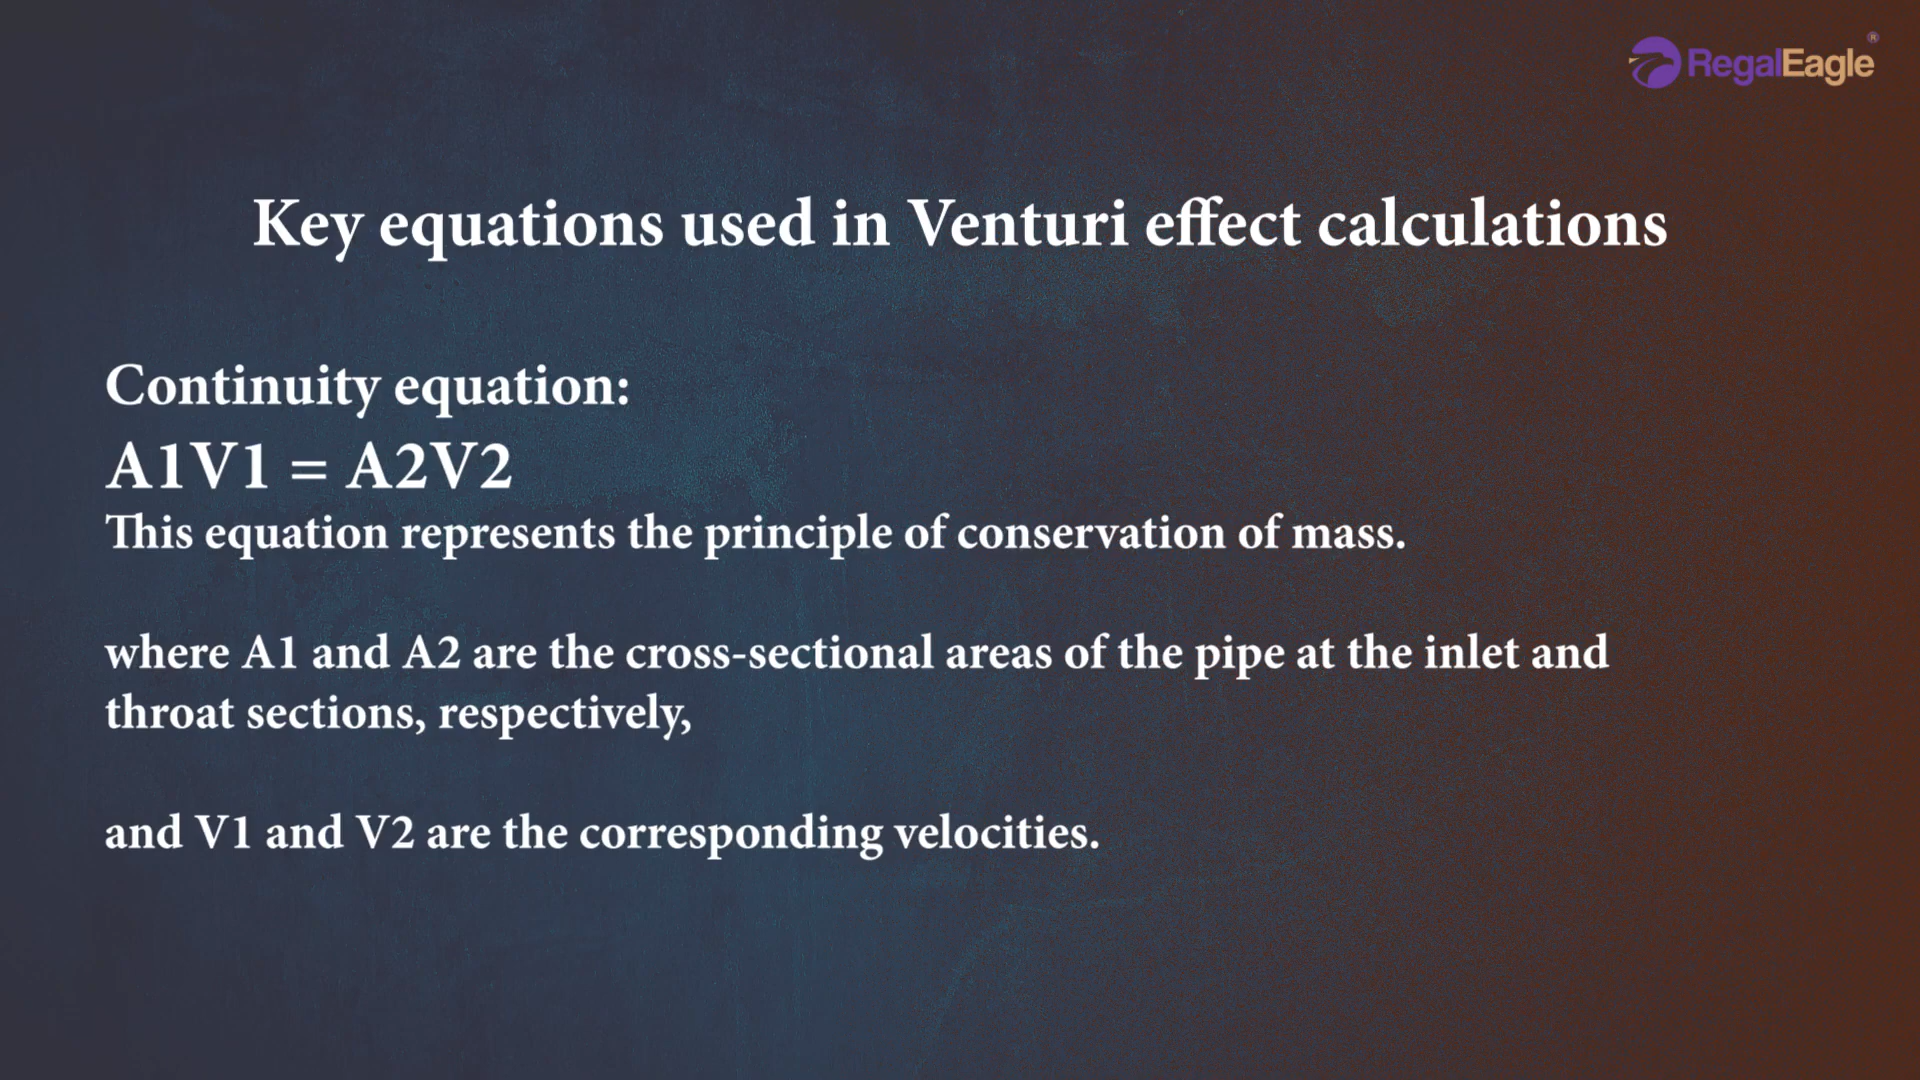 RegalEagle®
Key equations used in Venturi effect calculations
Continuity equation:
A1V1 = A2V2
This equation represents the principle of conservation of mass.
where A1 and A2 are the cross-sectional areas of the pipe at the inlet and
throat sections, respectively,
and V1 and V2 are the corresponding velocities.